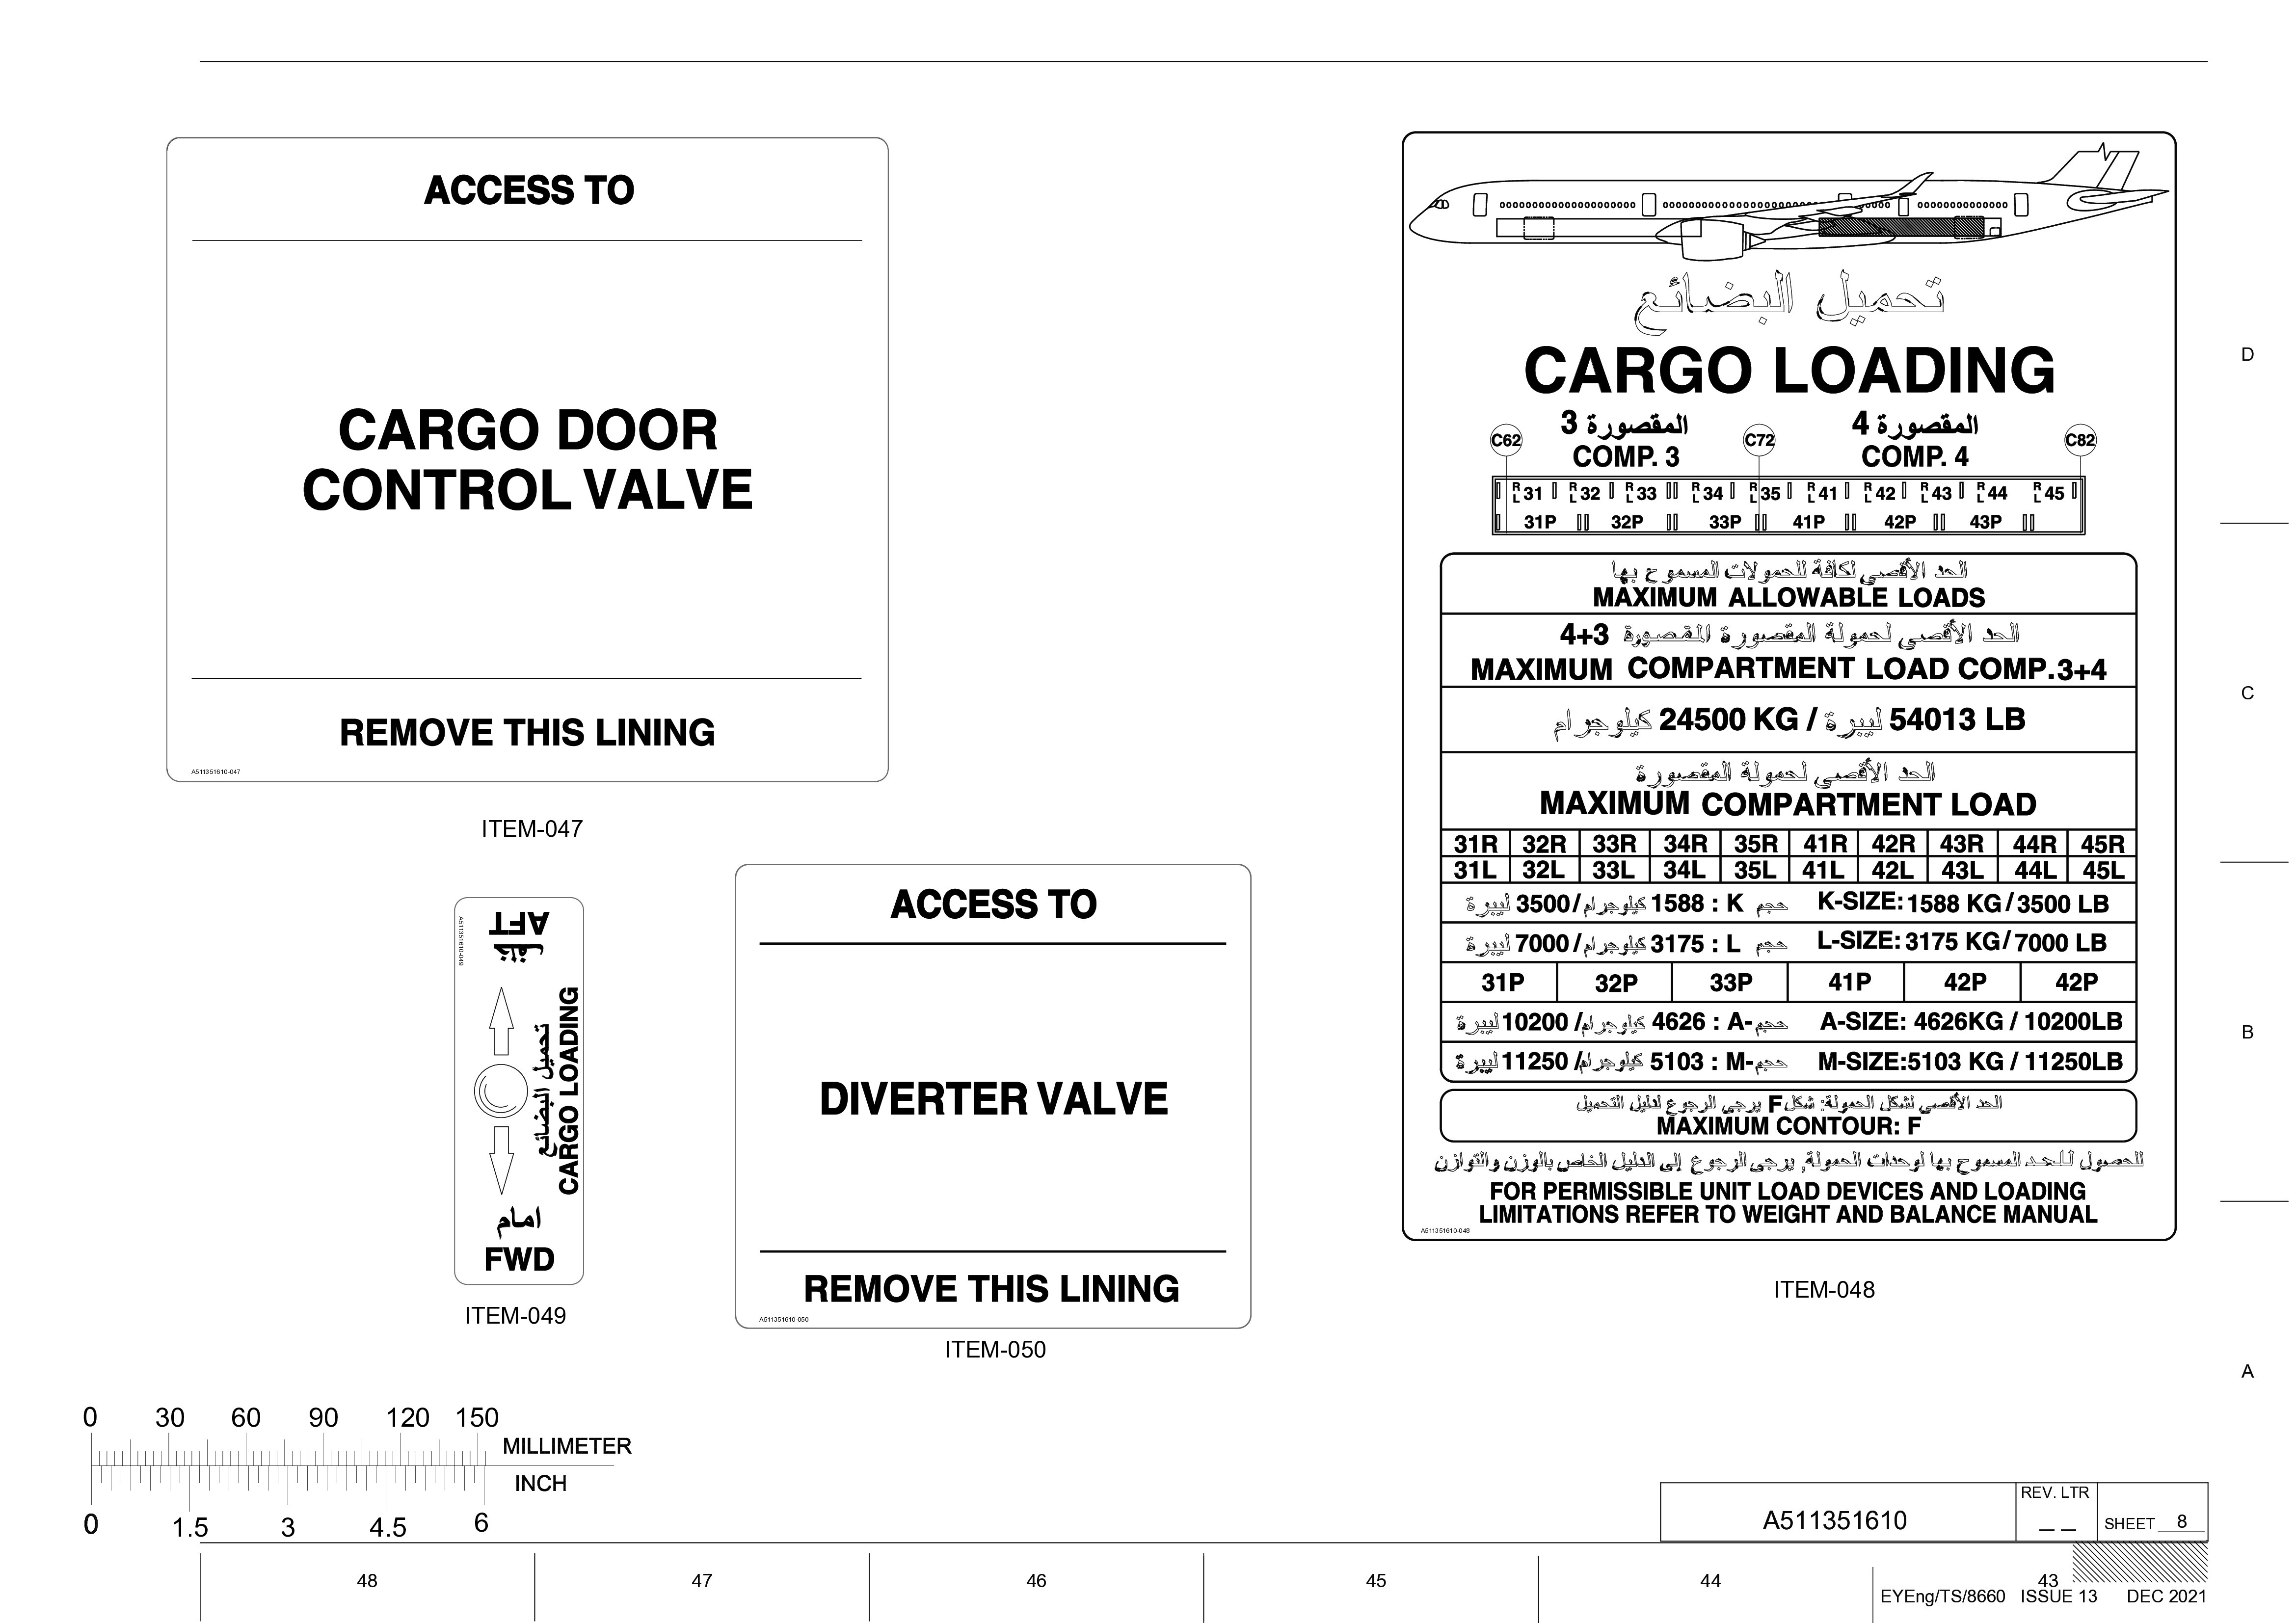 ACCESS TO
CARGO DOOR
CONTROL VALVE
REMOVE THIS LINING
A511351610-047
ITEM-047
تحميل البضائع
CARGO LOADING
المقصورة 3
المقصورة 4
C62
C72
C82
COMP. 3
COMP. 4
R L 31 R L 32 R L 33 R L 34 R L 35 R L 41 R L 42 R L 43 R L 44 R L 45
31P 32P 33P 41P 42P 43P
الحد الأقصى لكافة للحمولات المسموح بها
MAXIMUM ALLOWABLE LOADS
الحد الأقصى لحمولة المقصورة المقصورة 4+3
MAXIMUM COMPARTMENT LOAD COMP.3+4
كيلوجرام 24500 KG / ليبرة 54013 LB
الحد الأقصى لحمولة المقصورة
MAXIMUM COMPARTMENT LOAD
31R 32R 33R 34R 35R 41R 42R 43R 44R 45R
31L 32L 33L 34L 35L 41L 42L 43L 44L 45L
ليبرة 3500/ كيلوجرام 1588 : K حجم K-SIZE: 1588 KG / 3500 LB
ليبرة 7000/ كيلوجرام 3175 : L حجم L-SIZE: 3175 KG/ 7000 LB
31P 32P 33P 41P 42P 42P
ليبرة 10200 / كيلوجرام 4626 : A- حجم A-SIZE: 4626KG / 10200LB
ليبرة 11250 / كيلوجرام 5103 : M- حجم M-SIZE:5103 KG / 11250LB
الحد الأقصى لشكل الحمولة: شكل F يرجى الرجوع لدليل التحميل
MAXIMUM CONTOUR: F
للحصول للحد المسموح بها لوحدات الحمولة, يرجى الرجوع إلى الدليل الخاص بالوزن والتوازن
FOR PERMISSIBLE UNIT LOAD DEVICES AND LOADING
LIMITATIONS REFER TO WEIGHT AND BALANCE MANUAL
A511351610-048
ITEM-048
AFT
خلف
A511351610-049
تحميل البضائع
CARGO LOADING
امام
FWD
ITEM-049
ACCESS TO
DIVERTER VALVE
REMOVE THIS LINING
A511351610-050
ITEM-050
D
C
B
A
0 30 60 90 120 150
MILLIMETER
INCH
0 1.5 3 4.5 6
A511351610
REV. LTR
_ _
SHEET 8
48 47 46 45 44 43
EYEng/TS/8660 ISSUE 13 DEC 2021